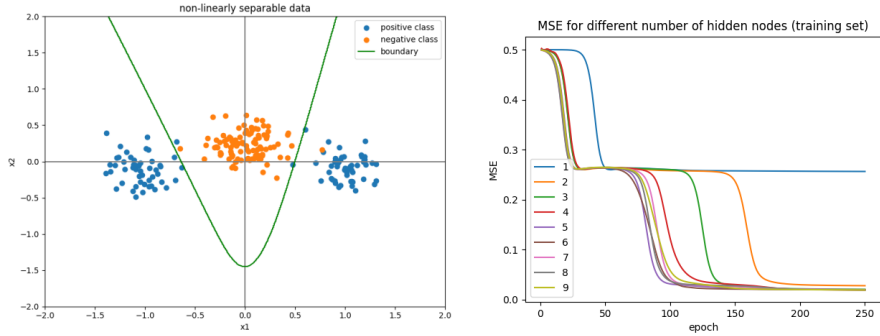 non-linearly separable data
positive class
negative class
boundary
2.0
1.5
1.0
0.5
0.0
−0.5
−1.0
−1.5
−2.0
x2
−2.0 −1.5 −1.0 −0.5 0.0 0.5 1.0 1.5 2.0
x1
MSE for different number of hidden nodes (training set)
0.5
0.4
0.3
0.2
0.1
0.0
MSE
1
2
3
4
5
6
7
8
9
0 50 100 150 200 250
epoch